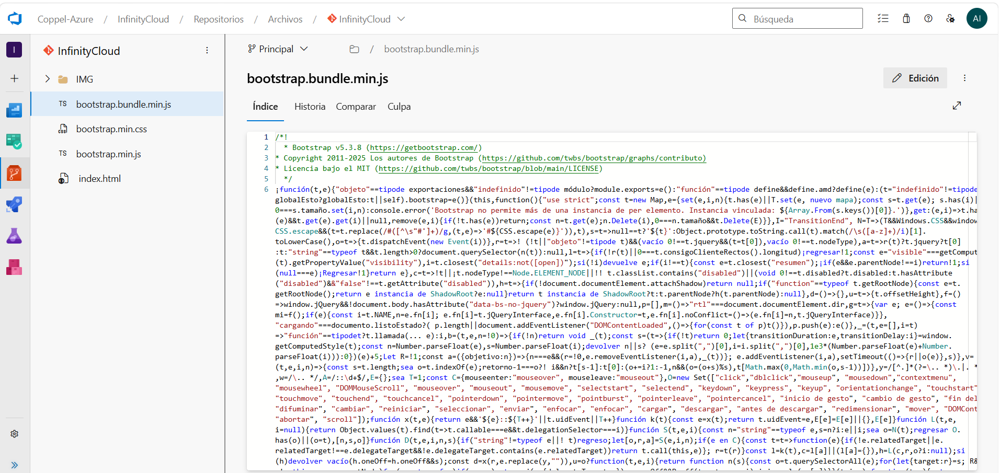 Coppel-Azure / InfinityCloud / Repositorios / Archivos / InfinityCloud
Búsqueda
AI
I
InfinityCloud
IMG
TS bootstrap.bundle.min.js
css bootstrap.min.css
TS bootstrap.min.js
index.html
Principal / bootstrap.bundle.min.js
bootstrap.bundle.min.js
Edición
Índice Historia Comparar Culpa
1 /*!
2 * Bootstrap v5.3.8 (https://getbootstrap.com/)
3 * Copyright 2011-2025 Los autores de Bootstrap (https://github.com/twbs/bootstrap/graphs/contributo)
4 * Licencia bajo el MIT (https://github.com/twbs/bootstrap/blob/main/LICENSE)
5 */
6 ¡función(t,e){"objeto"==tipode exportaciones&&"indefinido"!=tipode módulo?module.exports=e():"función"==tipode define&&define.amd?define(e):(t="indefinido"!=tipode
globalEsto?globalEsto:t||self).bootstrap=e()}(this,function(){"use strict";const t=new Map,e={set(e,i,n){t.has(e)||T.set(e, nuevo mapa);const s=t.get(e); s.has(i)|
0===s.tamaño.set(i,n):console.error('Bootstrap no permite más de una instancia de per elemento. Instancia vinculada: ${Array.From(s.keys())[0]}.')},get:(e,i)=>t.ha
(e)&&t.get(e).get(i)||null,remove(e,i){if(!t.has(e))return;const n=t.get(e);n.Delete(i),0===n.tamaño&&t.Delete(E)}},I="TransitionEnd", N=T=>(T&&Windows.CSS&&window
CSS.escape&&(t=t.replace(/#([^\s"#']+)/g,(t,e)=>'#${CSS.escape(e)}')),t),s=t=>null==t?'${t}':Object.prototype.toString.call(t).match(/\s([a-z]+)/i)[1].
toLowerCase(),o=t=>{t.dispatchEvent(new Event(i))},r=t=>! (!t||"objeto"!=tipode t)&&(vacío 0!==t.jquery&&(t=t[0]),vacío 0!==t.nodeType),a=t=>r(t)?t.jquery?t[0]
:t:"string"==typeof t&&t.length>0?document.querySelector(n(t)):null,l=t=>{if(!r(t)||0===t.consigoClienteRectos().longitud)¡regresar!1;const e="visible"===getComput
(t).getPropertyValue("visibility"),i=t.closest("details:not([open])");si(!i)devuelve e;if(i!==t){const e=t.closest("resumen");¡if(e&&e.parentNode!==i)return!1;si
(null===e)¡Regresar!1}return e},c=t=>!t||¡t.nodeType!==Node.ELEMENT_NODE||!! t.classList.contains("disabled")||(void 0!==t.disabled?t.disabled:t.hasAttribute
("disabled")&&"false"!==t.getAttribute("disabled")),h=t=>{if(!document.documentElement.attachShadow)return null;if("function"==typeof t.getRootNode){const e=t.
getRootNode();return e instancia de ShadowRoot?e:null}return t instancia de ShadowRoot?t:t.parentNode?h(t.parentNode):null},d=()=>{},u=t=>{t.offsetHeight},f=()
=>window.jQuery&&!document.body.hasAttribute("data-bs-no-jquery")?window.jQuery:null,p=[],m=()=>"rtl"===document.documentElement.dir,g=t=>{var e; e=()=>{const
mi=f();if(e){const i=t.NAME,n=e.fn[i]; e.fn[i]=t.jQueryInterface,e.fn[i].Constructor=t,e.fn[i].noConflict=()=>(e.fn[i]=n,t.jQueryInterface)}},
"cargando"===documento.listoEstado?( p.length||document.addEventListener("DOMContentLoaded",()=>{for(const t of p)t()}),p.push(e):e()},_=(t,e=[],i=t)
=>"función"==tipodet?t.llamada(... e):i,b=(t,e,n=!0)=>{if(!n)return void _(t);const s=(t=>{if(!t)return 0;let{transitionDuration:e,transitionDelay:i}=window.
getComputedStyle(t);const n=Number.parseFloat(e),s=Number.parseFloat(i);devolver n||s? (e=e.split(",")[0],i=i.split(",")[0],1e3*(Number.parseFloat(e)+Number.
parseFloat(i))):0})(e)+5;Let R=!1;const a=({objetivo:n})=>{n===e&&(r=!0,e.removeEventListener(i,a),_(t))}; e.addEventListener(i,a),setTimeout(()=>{r||o(e)},s)},v=
(t,e,i,n)=>{const s=t.length;sea o=t.indexOf(e);retorno-1===o?! i&&n?t[s-1]:t[0]:(o+=i?1:-1,n&&(o=(o+s)%s),t[Math.max(0,Math.min(o,s-1))])},y=/[^.]*(?=\.. *)\.|. *
,w=/\.. */,A=/::\d+$/,E={};sea T=1;const C={mouseenter:"mouseover", mouseleave:"mouseout"},O=new Set(["click","dblclick","mouseup", "mousedown","contextmenu",
"mousewheel", "DOMMouseScroll", "mouseover", "mouseout", "mousemove", "selectstart", "selectend", "keydown", "keypress", "keyup", "orientationchange", "touchstart"
"touchmove", "touchend", "touchcancel", "pointerdown", "pointermove", "pointburst", "pointerleave", "pointercancel", "inicio de gesto", "cambio de gesto", "fin del
"difuminar", "cambiar", "reiniciar", "seleccionar", "enviar", "enfocar", "enfocar", "cargar", "descargar", "antes de descargar", "redimensionar", "mover", "DOMCont
"abortar", "scroll"]);función x(t,e){return e&&'${e}::${T++}'||t.uidEvent||T++}función k(t){const e=x(t);return t.uidEvent=e,E[e]=E[e]||{},E[e]}función L(t,e,
i=null){return Object.values(t).find(t=>t.callable===e&&t.delegationSelector===i)}función S(t,e,i){const n="string"==typeof e,s=n?i:e||i;sea o=N(t);regresar O.
has(o)||(o=t),[n,s,o]}función D(t,e,i,n,s){if("string"!=typeof e||! t)regreso;let[o,r,a]=S(e,i,n);if(e en C){const t=t=>function(e){if(!e.relatedTarget||e.
relatedTarget!==e.delegateTarget&&!e.delegateTarget.contains(e.relatedTarget))return t.call(this,e)}; r=t(r)}const l=k(t),c=l[a]||(l[a]={}),h=L(c,r,o?i:null);si
(h)devolver vacío(h.oneOff=h.oneOff&&s);const d=x(r,e.replace(y,"")),u=o?function(t,e,i){return function n(s){const o=t.querySelectorAll(e);for(let{target:r}=s; R&